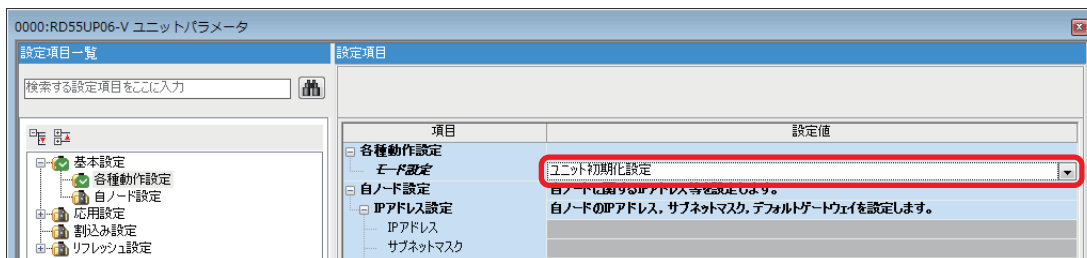 0000:RD55UP06-V ユニットパラメータ
設定項目一覧
設定項目
検索する設定項目をここに入力
項目
設定値
基本設定
各種動作設定
自ノード設定
応用設定
割込み設定
リフレッシュ設定
各種動作設定
モード設定
ユニット初期化設定
自ノード設定
自ノードに関するIPアドレス等を設定します。
IPアドレス設定
自ノードのIPアドレス，サブネットマスク，デフォルトゲートウェイを設定します。
IPアドレス
サブネットマスク